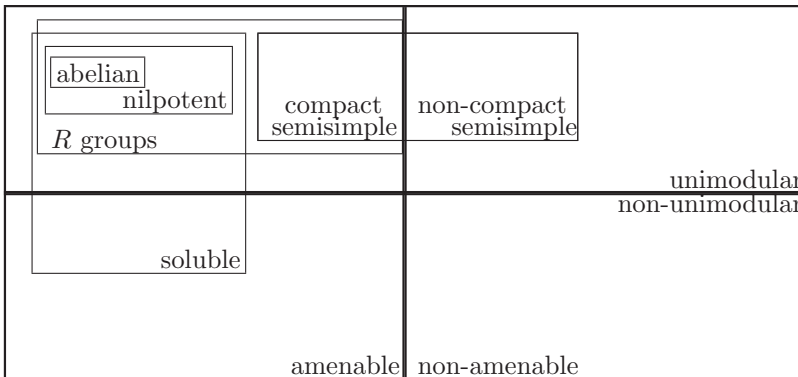 abelian
nilpotent
compact
semisimple
non-compact
semisimple
R groups
unimodular
non-unimodular
soluble
amenable
non-amenable